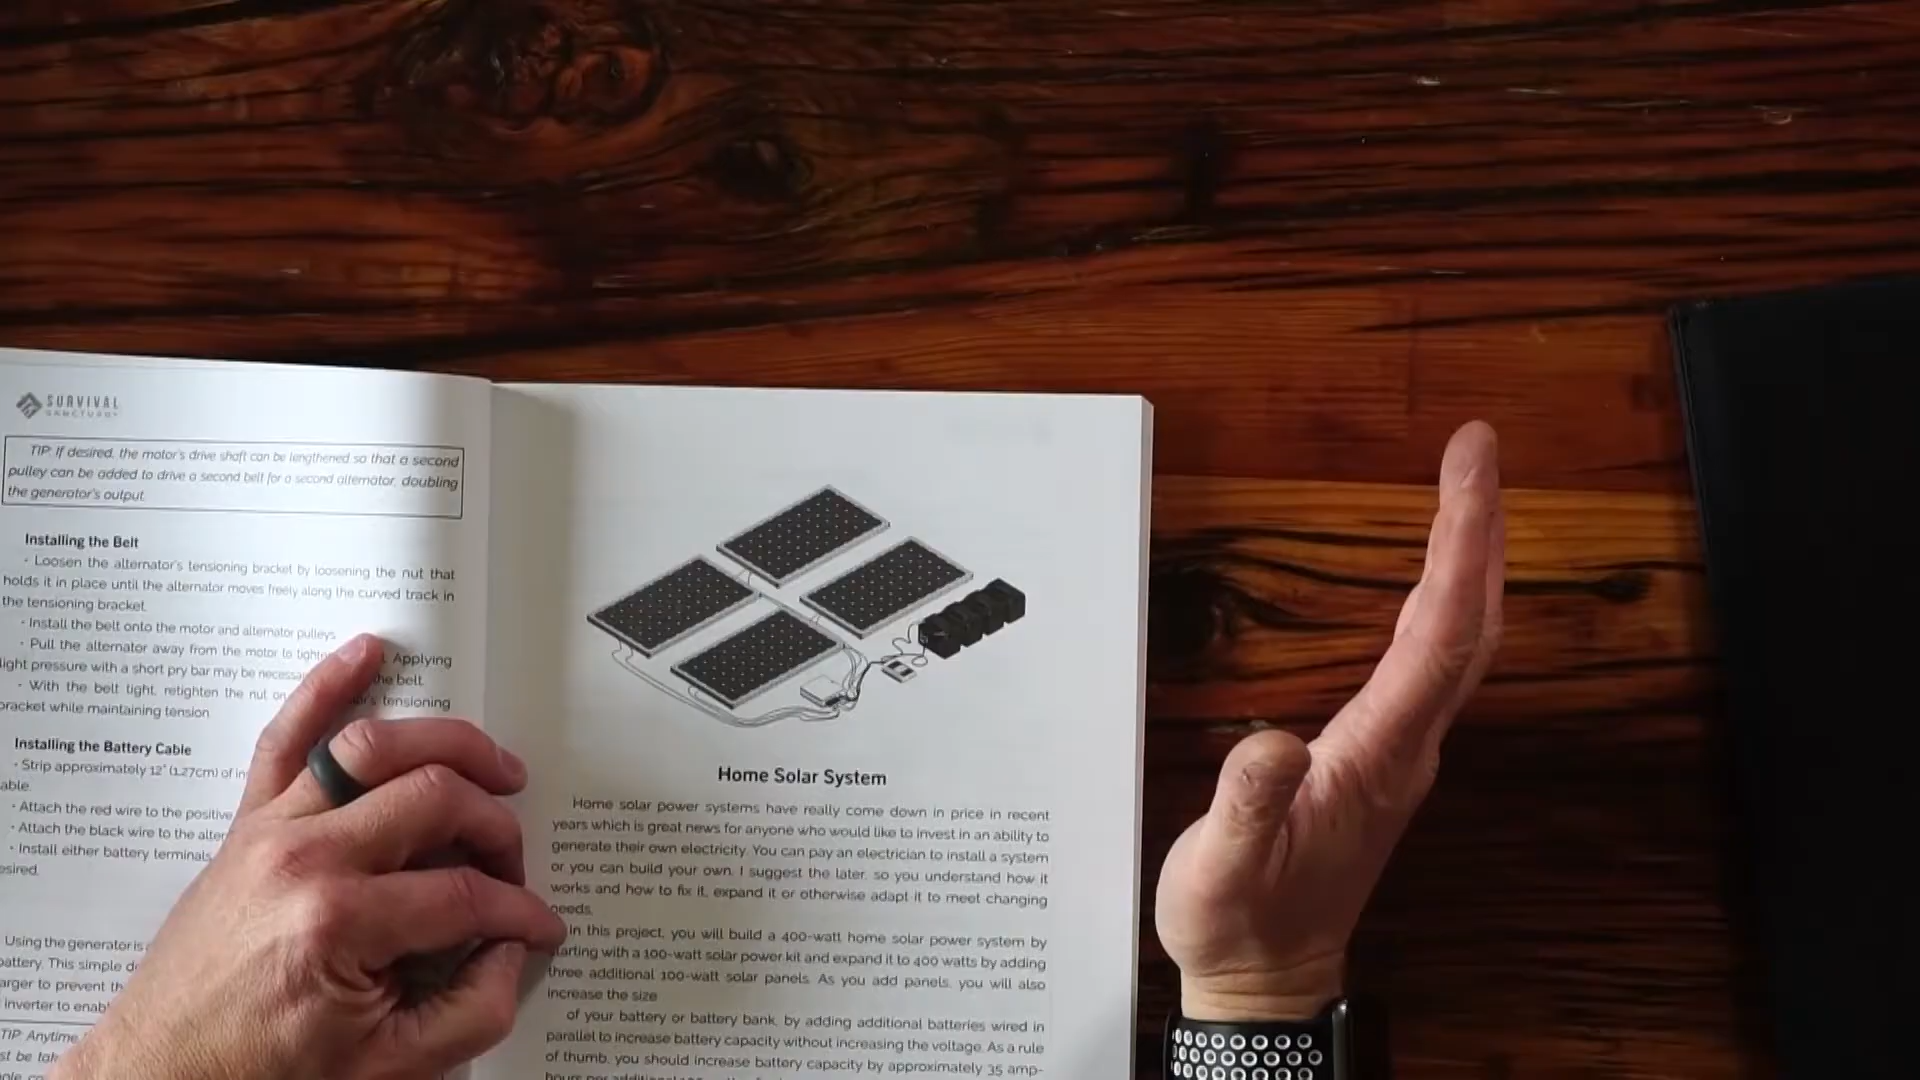 SURVIVAL
SANCTUARY
TIP: If desired, the motor's drive shaft can be lengthened so that a second
pulley can be added to drive a second belt for a second alternator, doubling
the generator's output.
Installing the Belt
• Loosen the alternator's tensioning bracket by loosening the nut that
holds it in place until the alternator moves freely along the curved track in
the tensioning bracket.
• Install the belt onto the motor and alternator pulleys.
• Pull the alternator away from the motor to Applying
light pressure with a short pry bar may be the belt.
• With the belt tight, retighten the nut on tensioning
bracket while maintaining tension
Installing the Battery Cable
• Strip approximately 12" (1.27cm) of
• Attach the red wire to the positive
• Attach the black wire to the
• Install either battery terminals
Using the generator is
battery. This simple
to prevent
inverter to
TIP: Anytime
be
Home Solar System
Home solar power systems have really come down in price in recent
years which is great news for anyone who would like to invest in an ability to
generate their own electricity. You can pay an electrician to install a system
or you can build your own. I suggest the later, so you understand how it
works and how to fix it, expand it or otherwise adapt it to meet changing
needs.
In this project, you will build a 400-watt home solar power system by
starting with a 100-watt solar power kit and expand it to 400 watts by adding
three additional 100-watt solar panels. As you add panels, you will also
increase the size
of your battery or battery bank, by adding additional batteries wired in
parallel to increase battery capacity without increasing the voltage. As a rule
of thumb, you should increase battery capacity by approximately 35 amp-
hours per additional